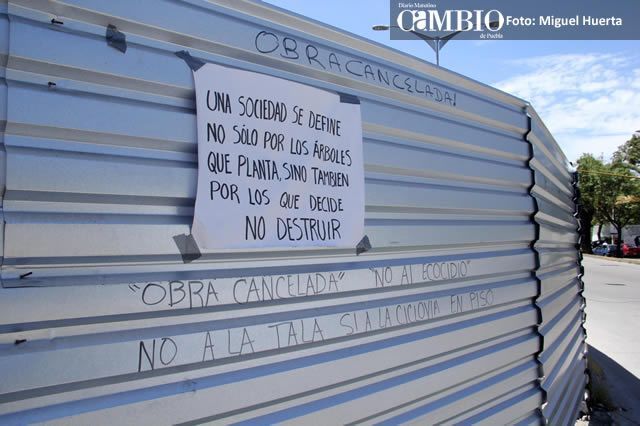 Diario Matutino
CAMBIO
de Puebla
Foto: Miguel Huerta
OBRA CANCELADA!
UNA SOCIEDAD SE DEFINE
NO SÓLO POR LOS ÁRBOLES
QUE PLANTA, SINO TAMBIEN
POR LOS QUE DECIDE
NO DESTRUIR
"OBRA CANCELADA" "NO AL ECOCIDIO"
NO A LA TALA SI A LA CICLOVIA EN PISO